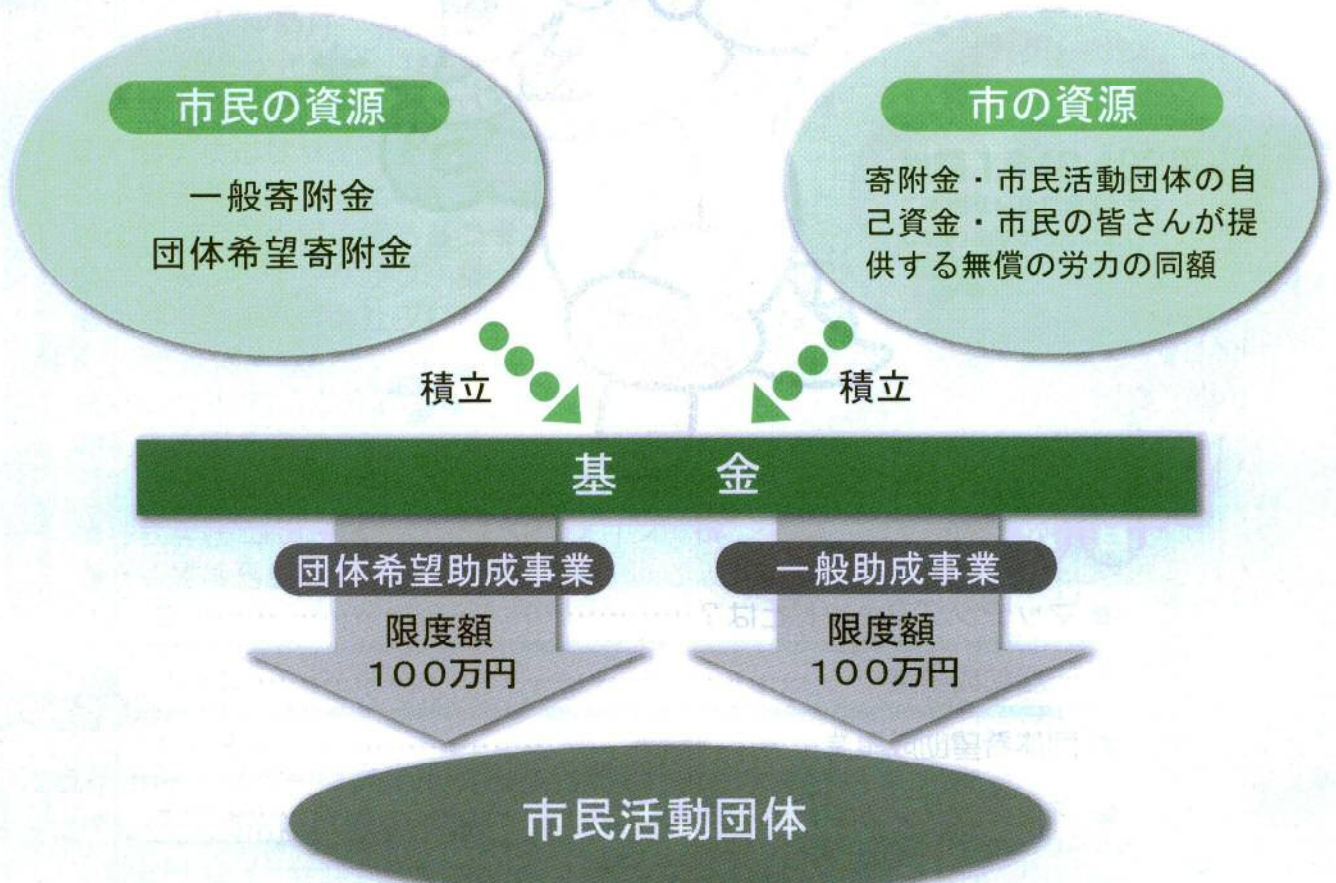 市民の資源
一般寄附金
団体希望寄附金
市の資源
寄附金・市民活動団体の自
己資金・市民の皆さんが提
供する無償の労力の同額
積立
積立
基 金
団体希望助成事業
限度額
100万円
一般助成事業
限度額
100万円
市民活動団体